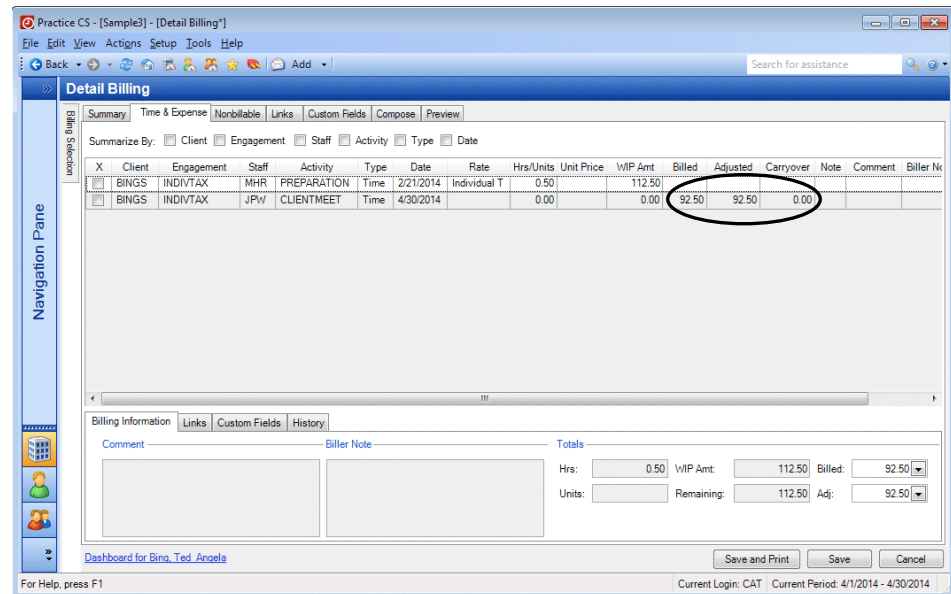 Practice CS - [Sample3] - [Detail Billing*]
File Edit View Actions Setup Tools Help
Back Add Search for assistance
Detail Billing
Billing Selection
Summary Time & Expense Nonbillable Links Custom Fields Compose Preview
Summarize By: Client Engagement Staff Activity Type Date
X Client Engagement Staff Activity Type Date Rate Hrs/Units Unit Price WIP Amt Billed Adjusted Carryover Note Comment Biller No
BINGS INDIVTAX MHR PREPARATION Time 2/21/2014 Individual T 0.50 112.50
BINGS INDIVTAX JPW CLIENTMEET Time 4/30/2014 0.00 0.00 92.50 92.50 0.00
Navigation Pane
Billing Information Links Custom Fields History
Comment Biller Note Totals
Hrs: 0.50 WIP Amt: 112.50 Billed: 92.50
Units: Remaining: 112.50 Adj: 92.50
Dashboard for Bing, Ted Angela
Save and Print Save Cancel
For Help, press F1 Current Login: CAT Current Period: 4/1/2014 - 4/30/2014